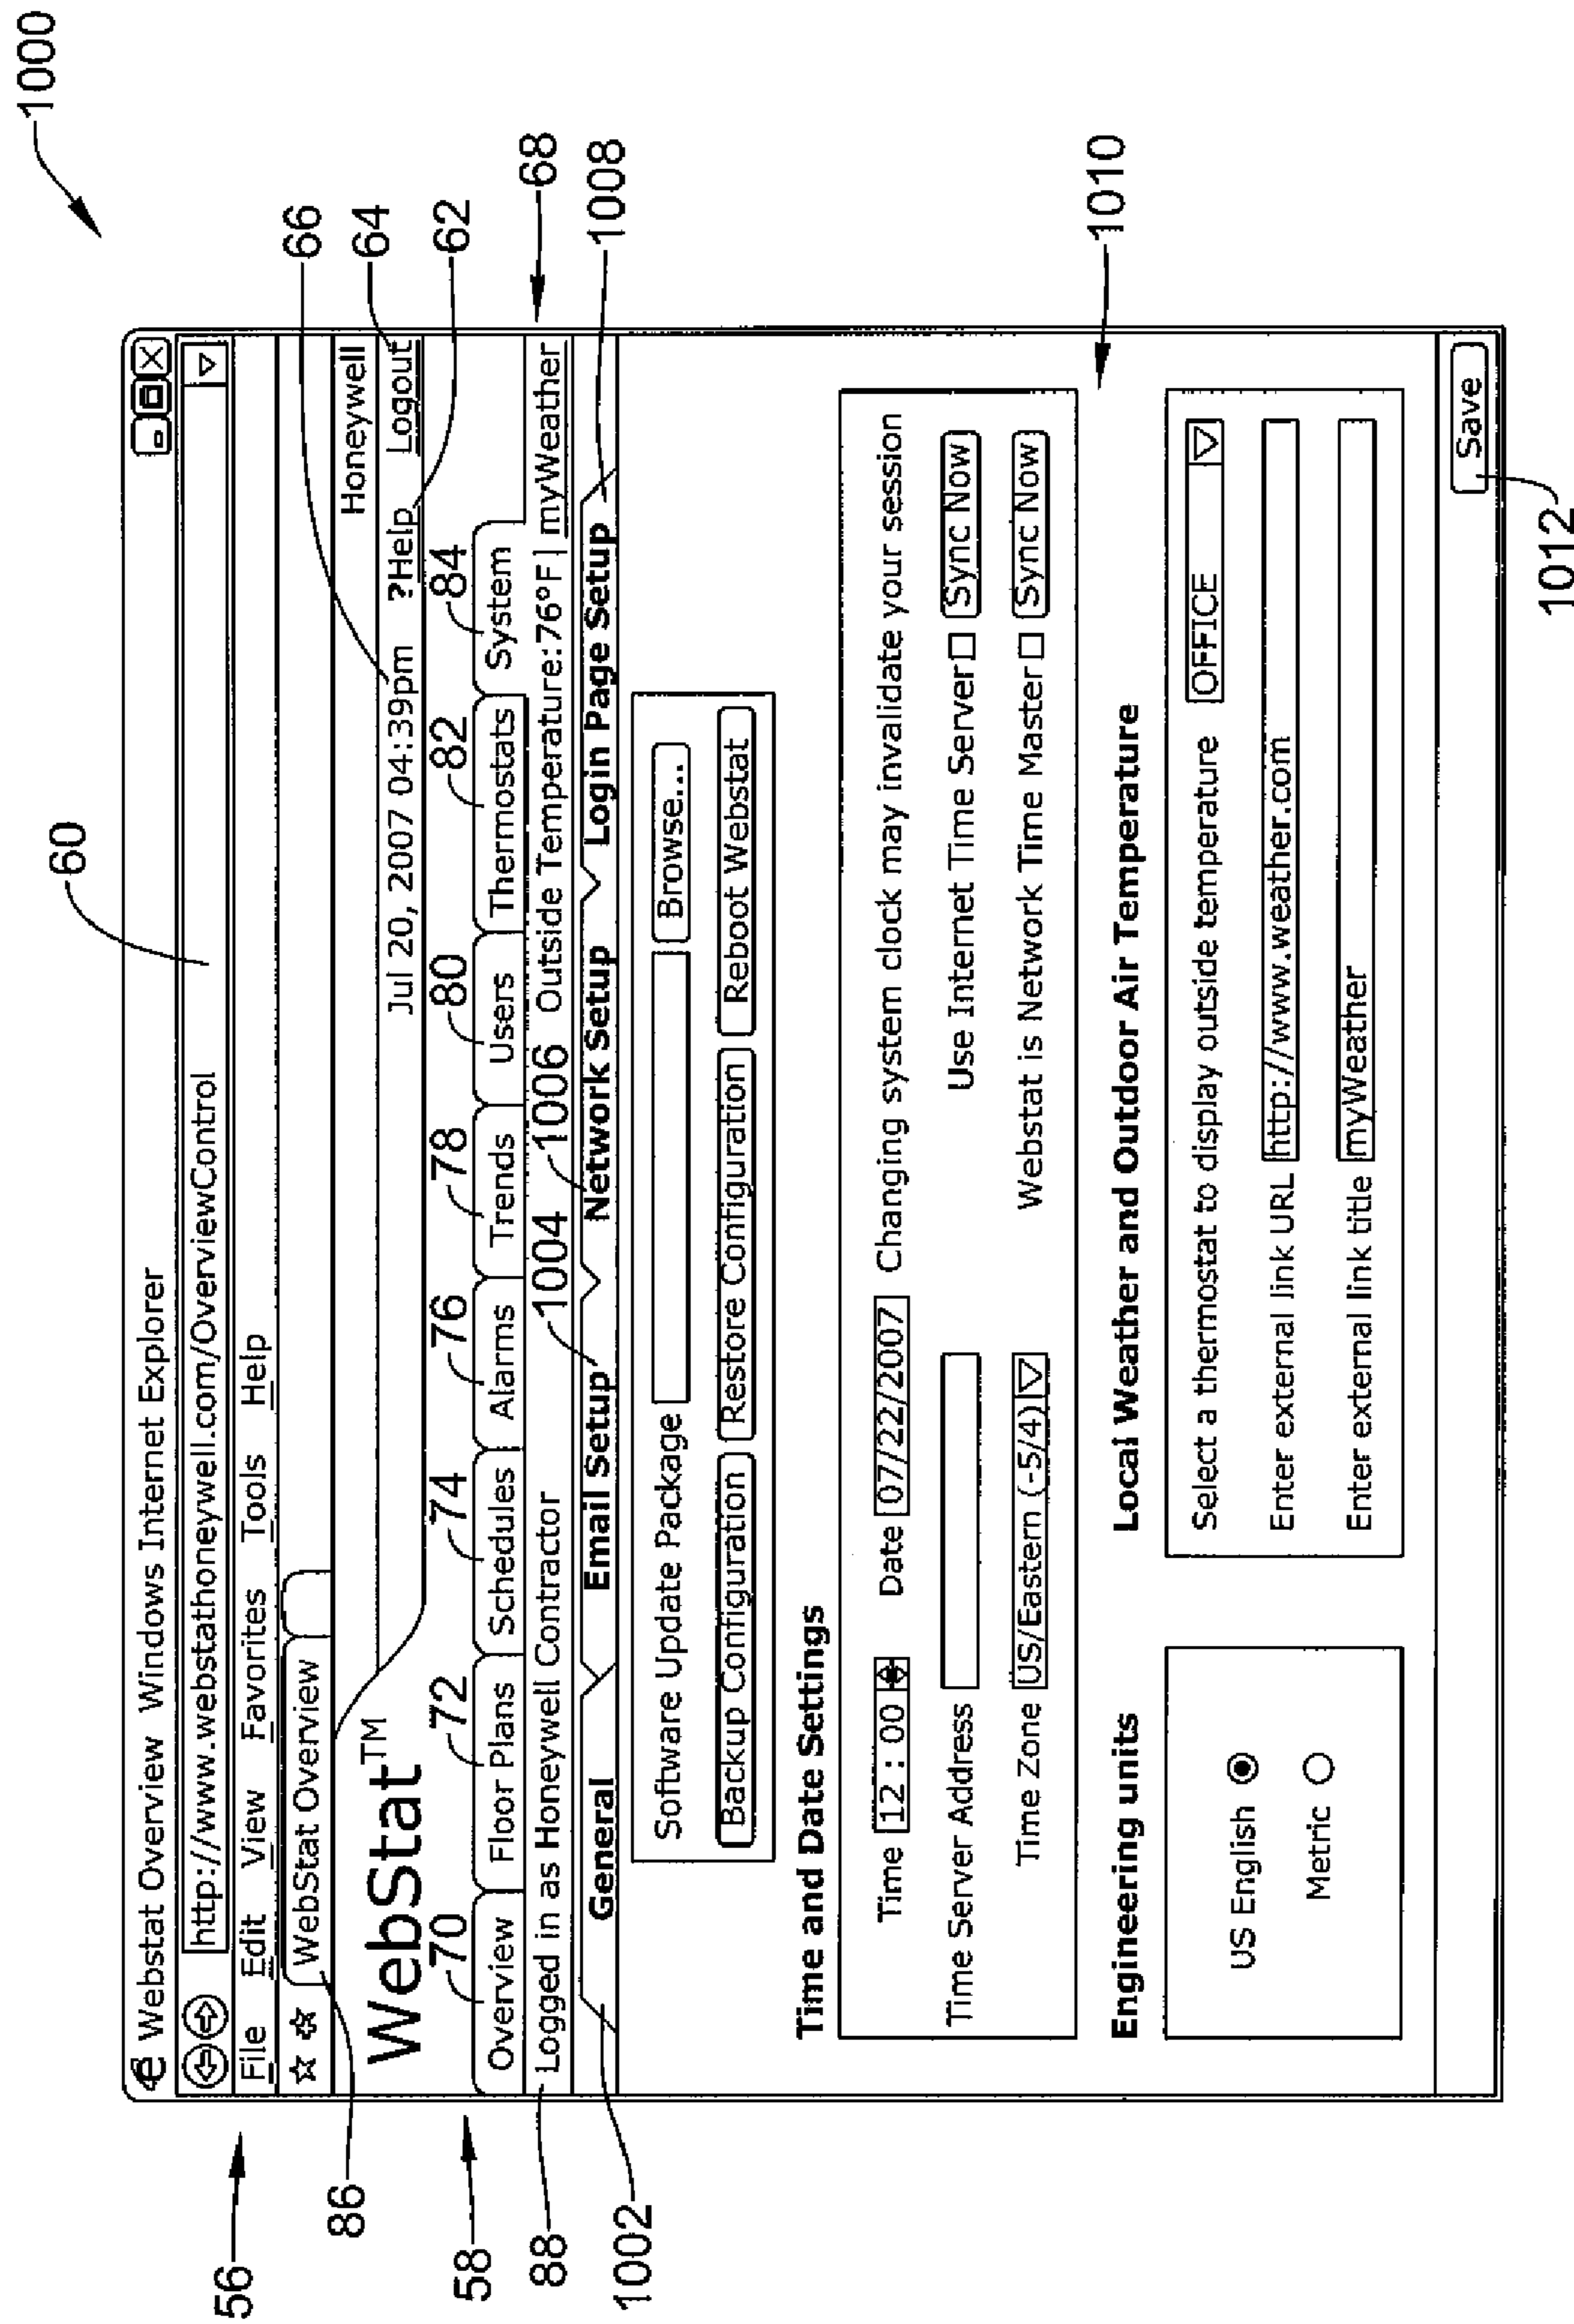 1000
60
Webstat Overview Windows Internet Explorer
http://www.webstathoneywell.com/OverviewControl
56
File Edit View Favorites Tools Help
86
WebStat Overview
66
WebStat™
Honeywell
64
Jul 20, 2007 04:39pm ?Help Logout
62
58
70 72 74 76 78 80 82 84
Overview Floor Plans Schedules Alarms Trends Users Thermostats System
88
Logged in as Honeywell Contractor
1004 1006
Outside Temperature:76°F | myWeather
68
1002
General Email Setup Network Setup Login Page Setup
1008
Software Update Package Browse...
Backup Configuration Restore Configuration Reboot Webstat
Time and Date Settings
Time 12 : 00 Date 07/22/2007 Changing system clock may invalidate your session
Time Server Address Use Internet Time Server Sync Now
Time Zone US/Eastern (-5/4) Webstat is Network Time Master Sync Now
1010
Engineering units
Local Weather and Outdoor Air Temperature
US English
Metric
Select a thermostat to display outside temperature OFFICE
Enter external link URL http://www.weather.com
Enter external link title myWeather
Save
1012